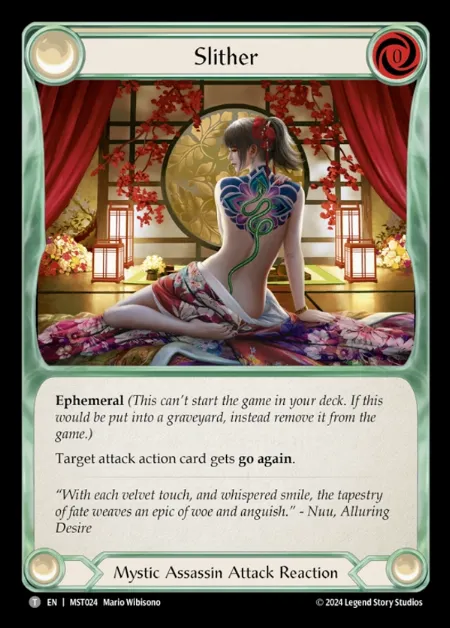 Slither
0
Ephemeral (This can't start the game in your deck. If this
would be put into a graveyard, instead remove it from the
game.)
Target attack action card gets go again.
“With each velvet touch, and whispered smile, the tapestry
of fate weaves an epic of woe and anguish.” - Nuu, Alluring
Desire
Mystic Assassin Attack Reaction
T EN | MST024 Mario Wibisono © 2024 Legend Story Studios